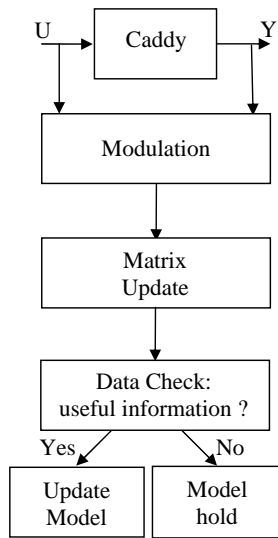 U
Caddy
Y
Modulation
Matrix
Update
Data Check:
useful information ?
Yes
No
Update
Model
Model
hold